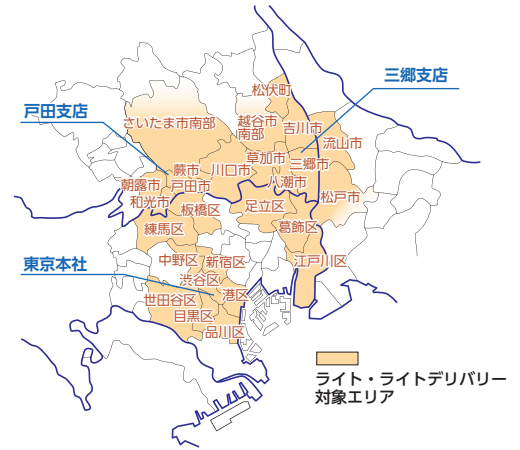 松伏町
三郷支店
戸田支店
さいたま市南部
越谷市
南部
吉川市
流山市
草加市
三郷市
蕨市
川口市
朝霞市
戸田市
八潮市
和光市
松戸市
板橋区
足立区
練馬区
葛飾区
中野区
新宿区
江戸川区
東京本社
渋谷区
港区
世田谷区
目黒区
品川区
ライト・ライトデリバリー
対象エリア